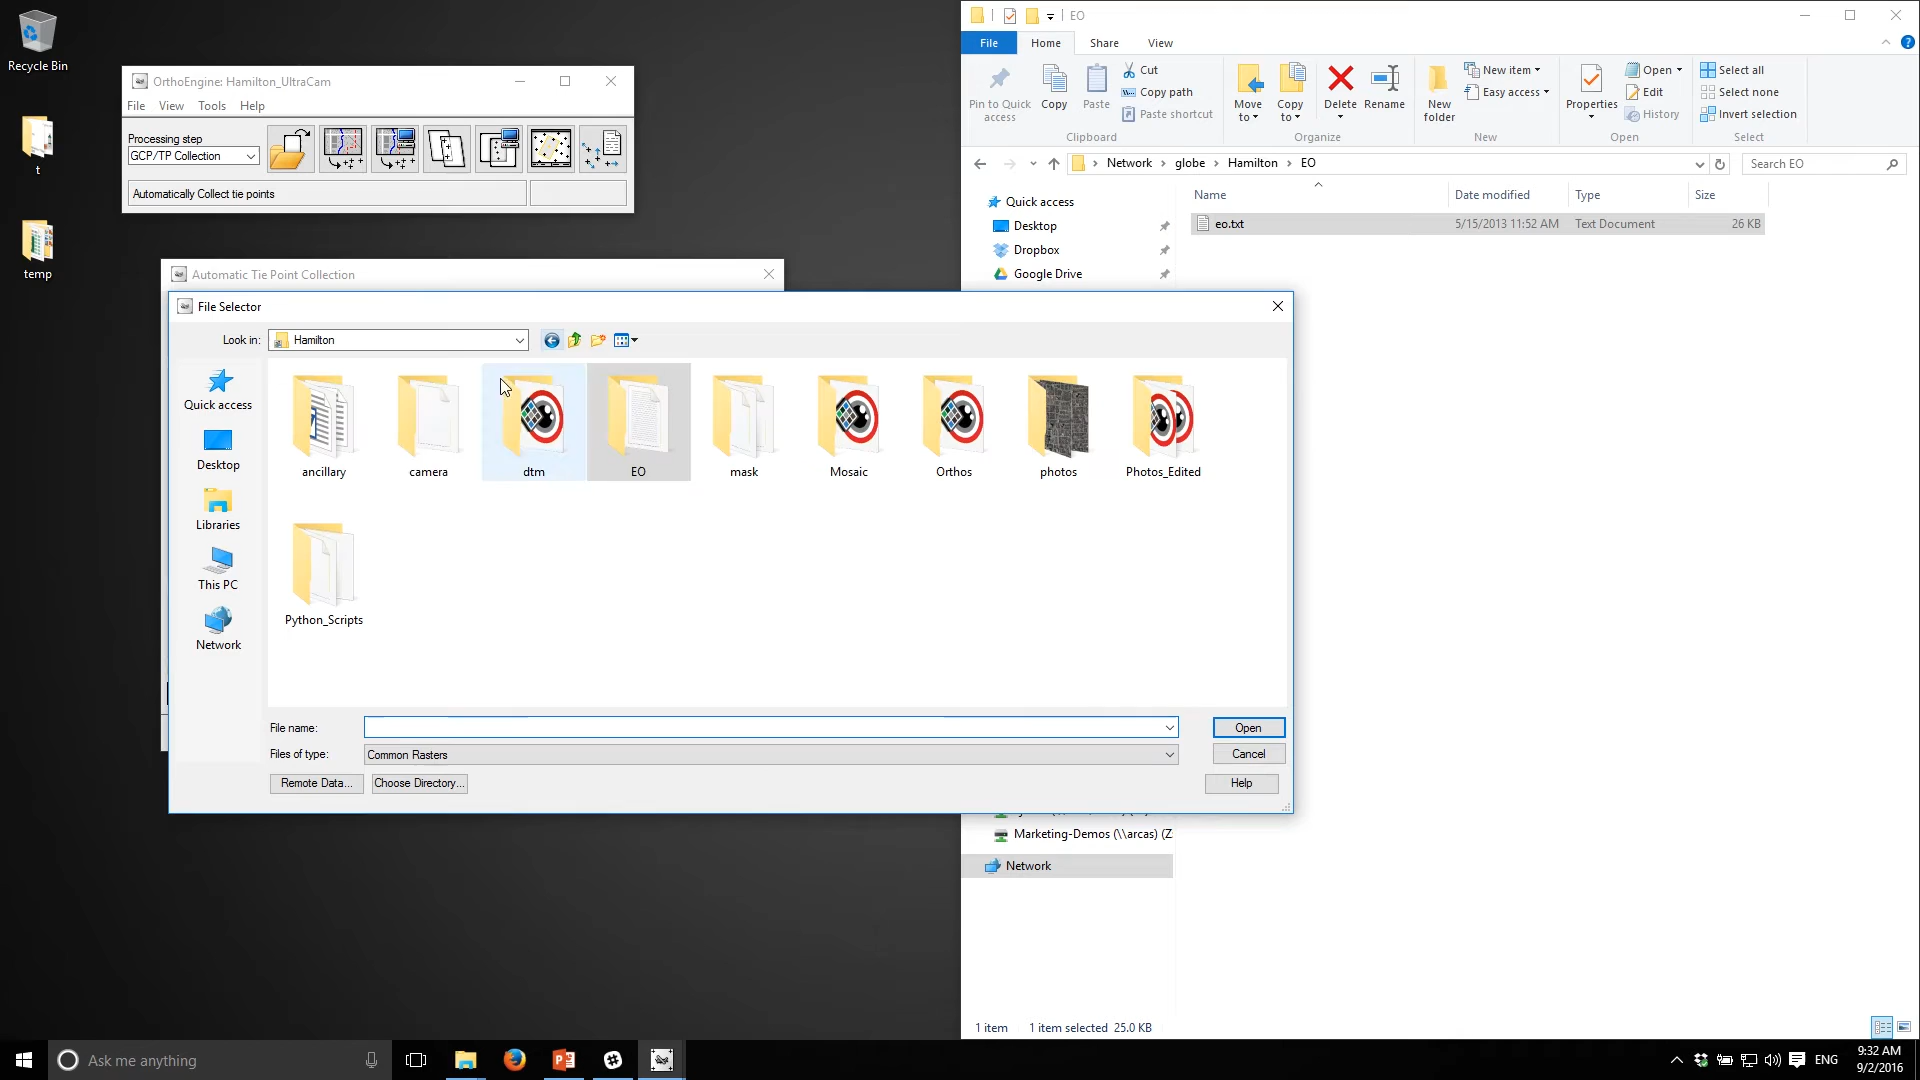 Recycle Bin
t
temp
OrthoEngine: Hamilton_UltraCam
File View Tools Help
Processing step
GCP/TP Collection
Automatically Collect tie points
Automatic Tie Point Collection
File Selector
Look in: Hamilton
Quick access
Desktop
Libraries
This PC
Network
ancillary camera dtm EO mask Mosaic Orthos photos Photos_Edited
Python_Scripts
File name: Open
Files of type: Common Rasters Cancel
Remote Data... Choose Directory... Help
EO
File Home Share View
Pin to Quick access
Copy
Paste
Cut
Copy path
Paste shortcut
Clipboard
Move to
Copy to
Delete
Rename
Organize
New folder
New item
Easy access
New
Properties
Open
Edit
History
Open
Select all
Select none
Invert selection
Select
Network globe Hamilton EO
Search EO
Name Date modified Type Size
eo.txt 5/15/2013 11:52 AM Text Document 26 KB
Quick access
Desktop
Dropbox
Google Drive
Marketing-Demos (\\arcas) (Z
Network
1 item 1 item selected 25.0 KB
Ask me anything
ENG
9:32 AM
9/2/2016